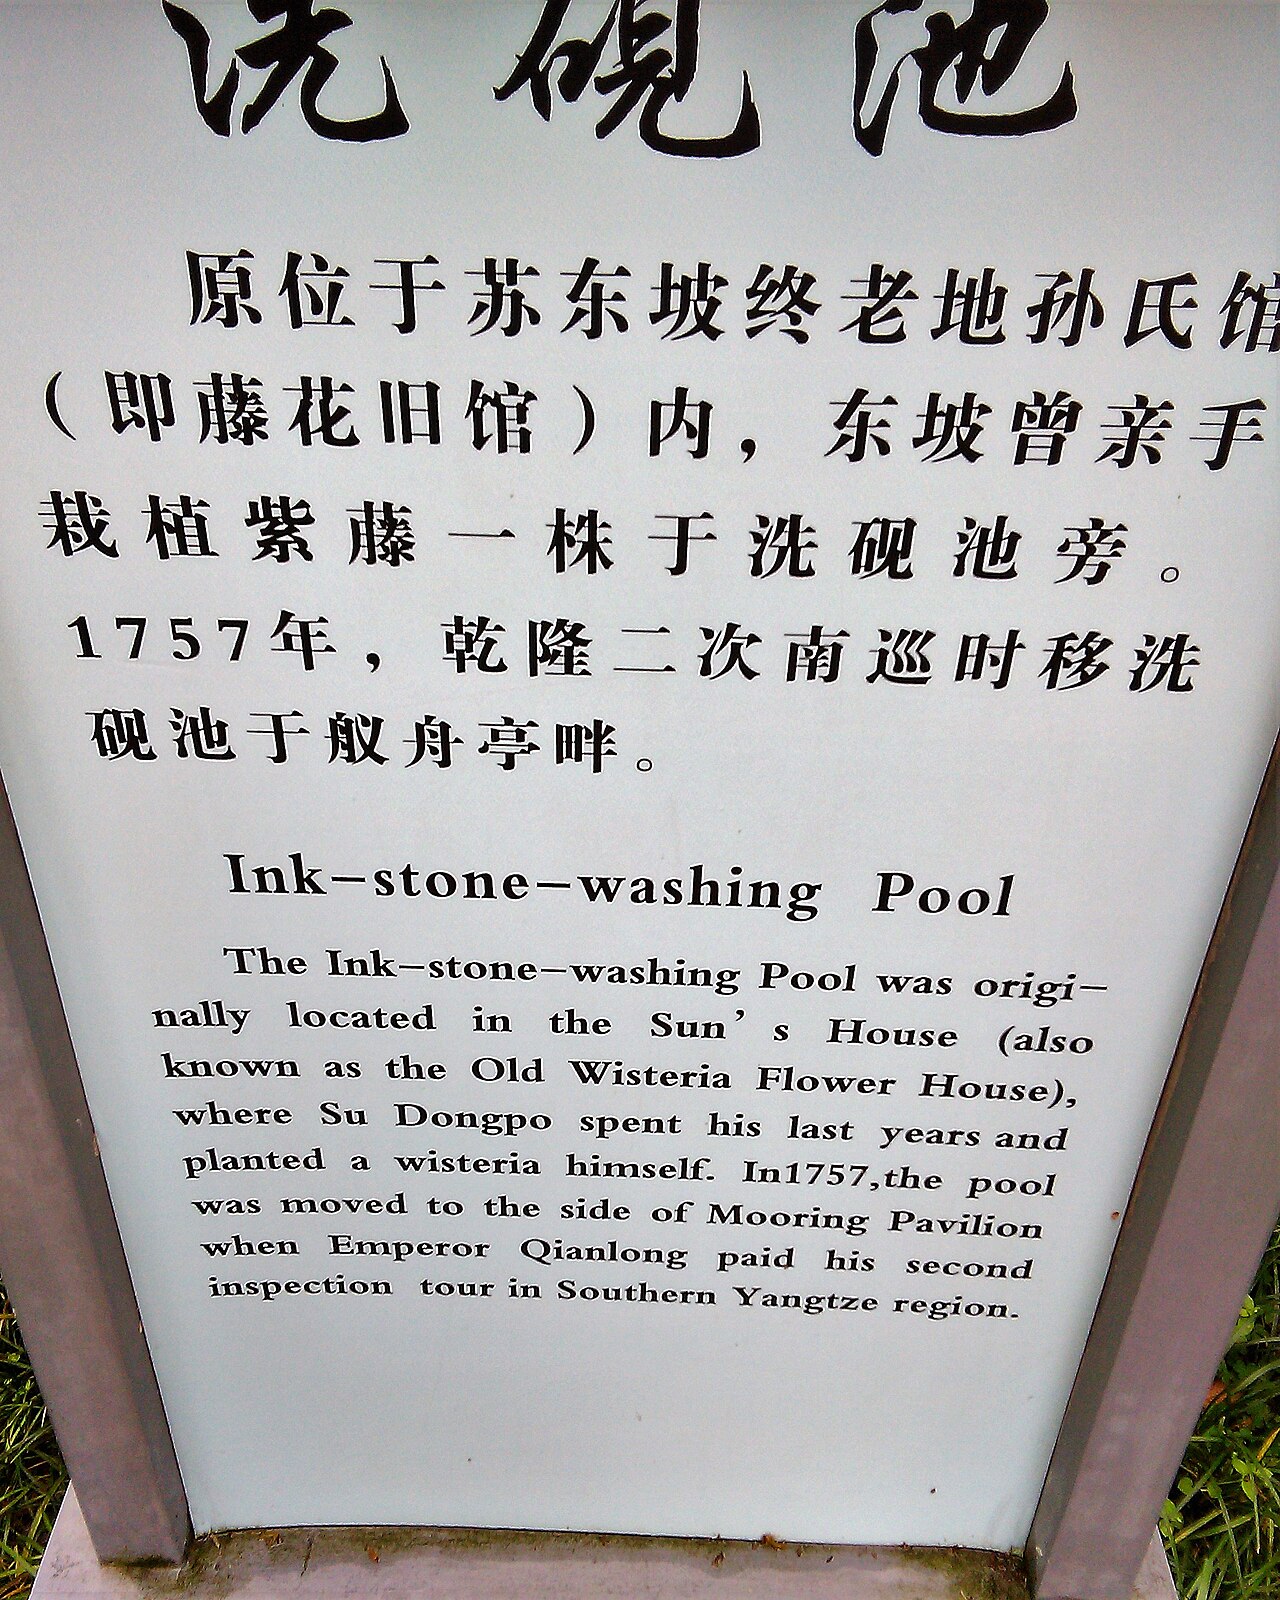 洗砚池
原位于苏东坡终老地孙氏馆
（即藤花旧馆）内，东坡曾亲手
栽植紫藤一株于洗砚池旁。
1757年，乾隆二次南巡时移洗
砚池于舣舟亭畔。
Ink-stone-washing Pool
The Ink-stone-washing Pool was origi-
nally located in the Sun's House (also
known as the Old Wisteria Flower House),
where Su Dongpo spent his last years and
planted a wisteria himself. In1757,the pool
was moved to the side of Mooring Pavilion
when Emperor Qianlong paid his second
inspection tour in Southern Yangtze region.